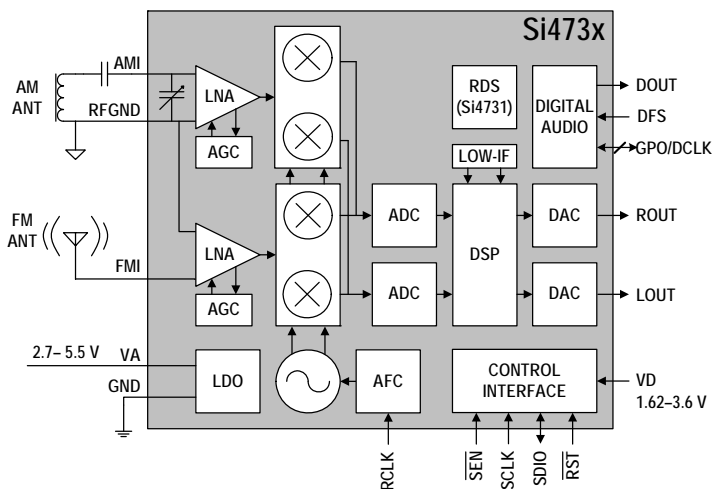 Si473x
AMI
AM
ANT
RFGND
LNA
AGC
RDS
(Si4731)
DIGITAL
AUDIO
DOUT
DFS
GPO/DCLK
LOW-IF
FM
ANT
FMI
LNA
AGC
ADC
ADC
DSP
DAC
DAC
ROUT
LOUT
2.7– 5.5 V
VA
GND
LDO
AFC
CONTROL
INTERFACE
VD
1.62–3.6 V
RCLK
SEN
SCLK
SDIO
RST